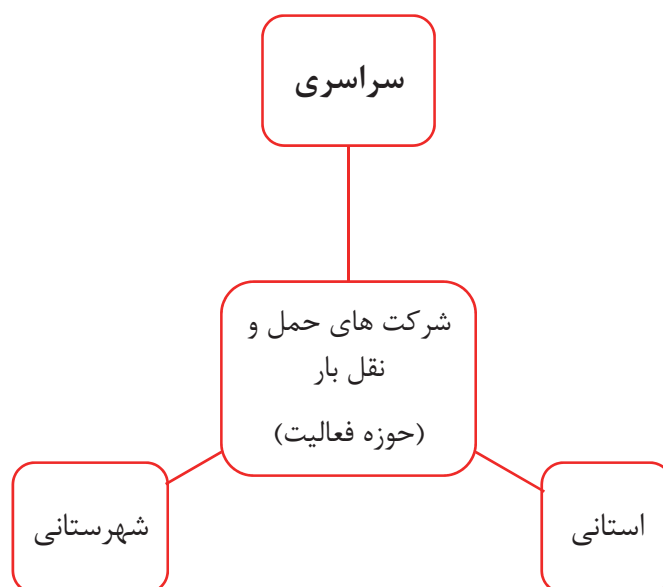 سراسری
شرکت های حمل و
نقل بار
(حوزه فعالیت)
استانی
شهرستانی